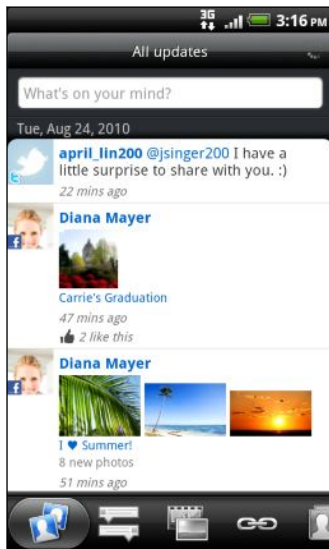 3G
3:16 PM
All updates
What's on your mind?
Tue, Aug 24, 2010
april_lin200 @jsinger200 I have a
little surprise to share with you. :)
22 mins ago
Diana Mayer
Carrie's Graduation
47 mins ago
2 like this
Diana Mayer
I ♥ Summer!
8 new photos
51 mins ago